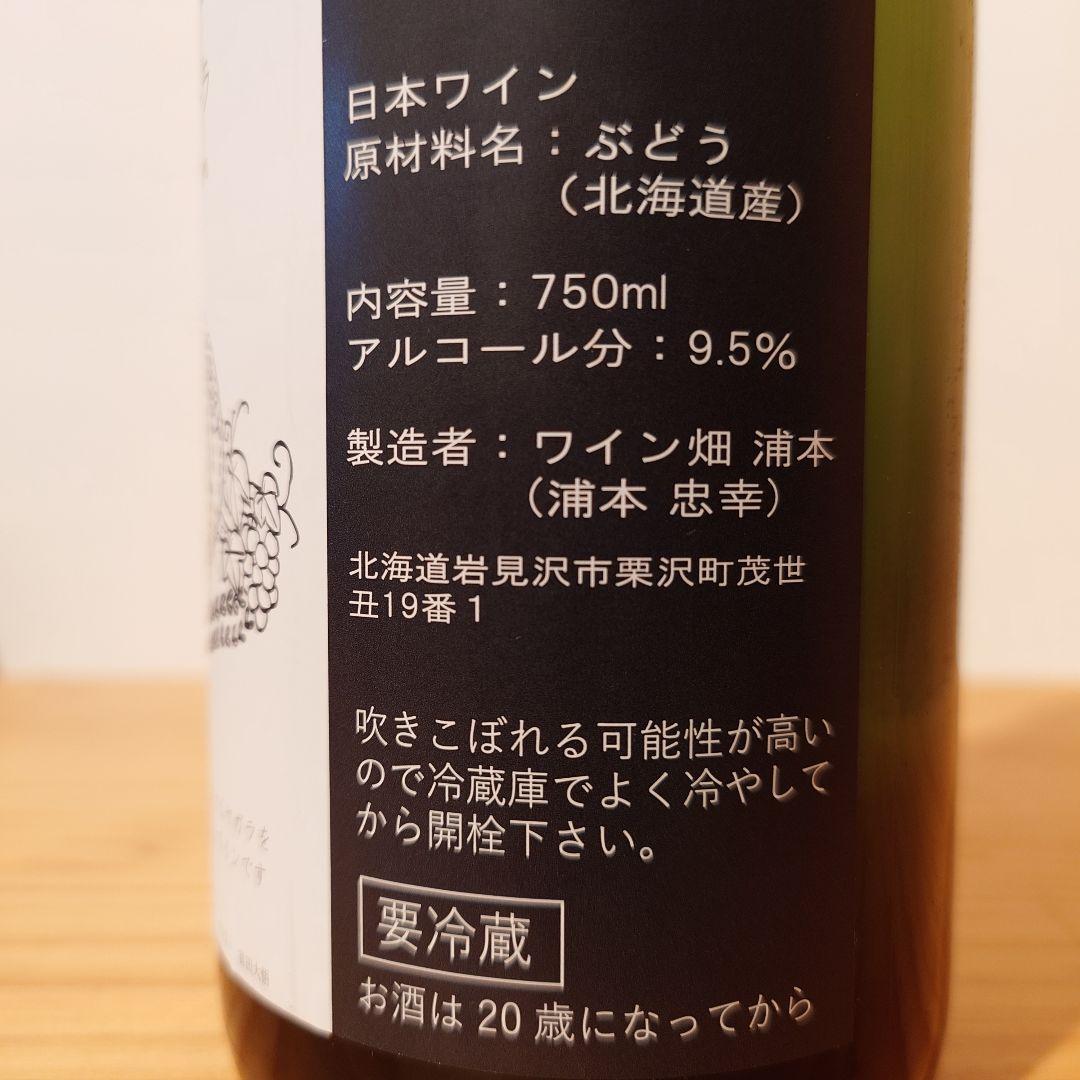 日本ワイン
原材料名：ぶどう
（北海道産）
内容量：750ml
アルコール分：9.5%
製造者：ワイン畑 浦本
（浦本 忠幸）
北海道岩見沢市栗沢町茂世
丑19番1
吹きこぼれる可能性が高い
ので冷蔵庫でよく冷やして
から開栓下さい。
要冷蔵
お酒は20歳になってから
です